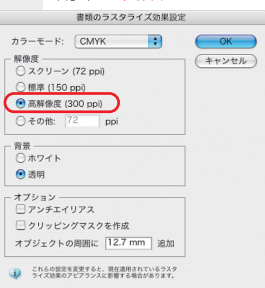 書類のラスタライズ効果設定
カラーモード: CMYK
OK
キャンセル
解像度
スクリーン (72 ppi)
標準 (150 ppi)
高解像度 (300 ppi)
その他: 72 ppi
背景
ホワイト
透明
オプション
アンチエイリアス
クリッピングマスクを作成
オブジェクトの周囲に 12.7 mm 追加
これらの設定を変更すると、現在適用されているラスタ
ライズ効果のアピアランスに影響する場合があります。